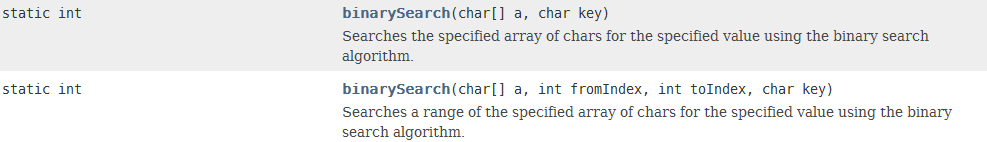 static int binarySearch(char[] a, char key)
Searches the specified array of chars for the specified value using the binary search
algorithm.
static int binarySearch(char[] a, int fromIndex, int toIndex, char key)
Searches a range of the specified array of chars for the specified value using the binary
search algorithm.